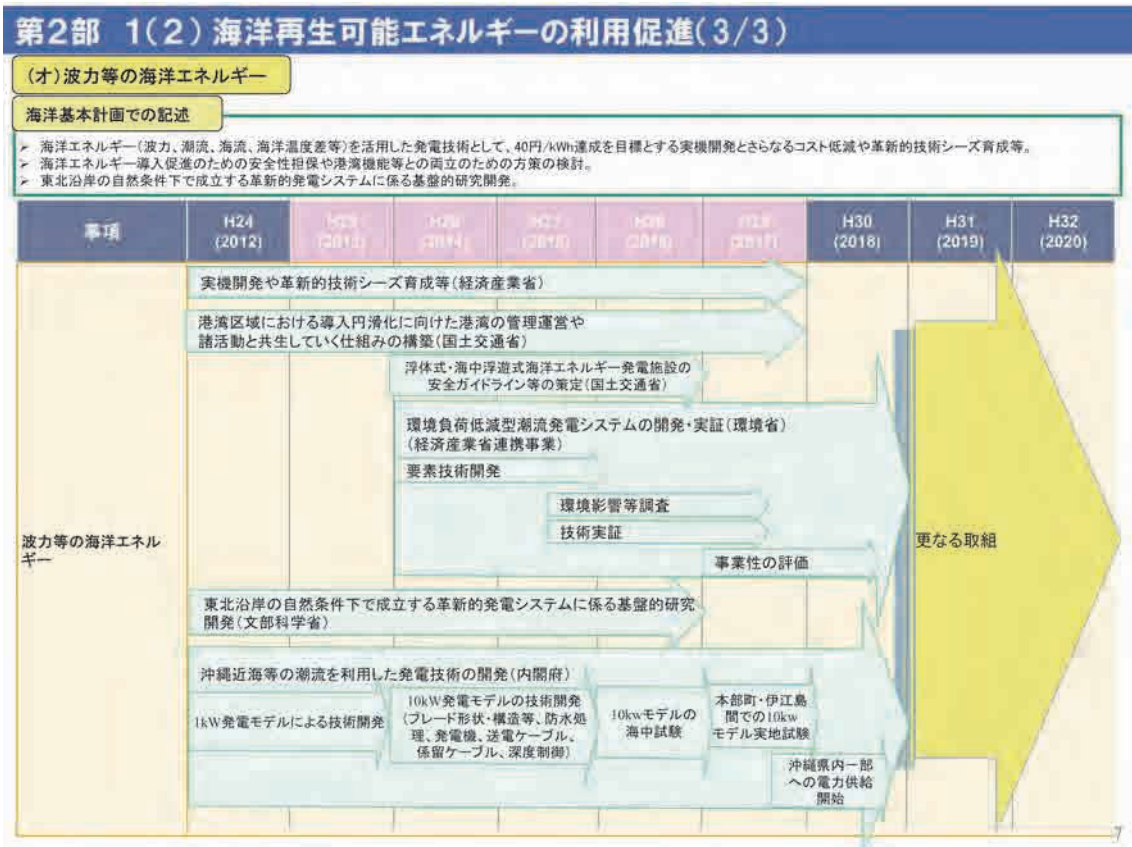 第2部 1(2)海洋再生可能エネルギーの利用促進(3/3)
(オ)波力等の海洋エネルギー
海洋基本計画での記述
➢ 海洋エネルギー(波力、潮流、海流、海洋温度差等)を活用した発電技術として、40円/kWh達成を目標とする実機開発とさらなるコスト低減や革新的技術シーズ育成等。
➢ 海洋エネルギー導入促進のための安全性担保や港湾機能等との両立のための方策の検討。
➢ 東北沿岸の自然条件下で成立する革新的発電システムに係る基盤的研究開発。
事項
H24
(2012)
H25
(2013)
H26
(2014)
H27
(2015)
H28
(2016)
H29
(2017)
H30
(2018)
H31
(2019)
H32
(2020)
波力等の海洋エネル
ギー
実機開発や革新的技術シーズ育成等(経済産業省)
港湾区域における導入円滑化に向けた港湾の管理運営や
諸活動と共生していく仕組みの構築(国土交通省)
浮体式・海中浮遊式海洋エネルギー発電施設の
安全ガイドライン等の策定(国土交通省)
環境負荷低減型潮流発電システムの開発・実証(環境省)
(経済産業省連携事業)
要素技術開発
環境影響等調査
技術実証
事業性の評価
東北沿岸の自然条件下で成立する革新的発電システムに係る基盤的研究
開発(文部科学省)
沖縄近海等の潮流を利用した発電技術の開発(内閣府)
1kW発電モデルによる技術開発
10kW発電モデルの技術開発
(ブレード形状・構造等、防水処
理、発電機、送電ケーブル、
係留ケーブル、深度制御)
10kwモデルの
海中試験
本部町・伊江島
間での10kw
モデル実地試験
沖縄県内一部
への電力供給
開始
更なる取組
7